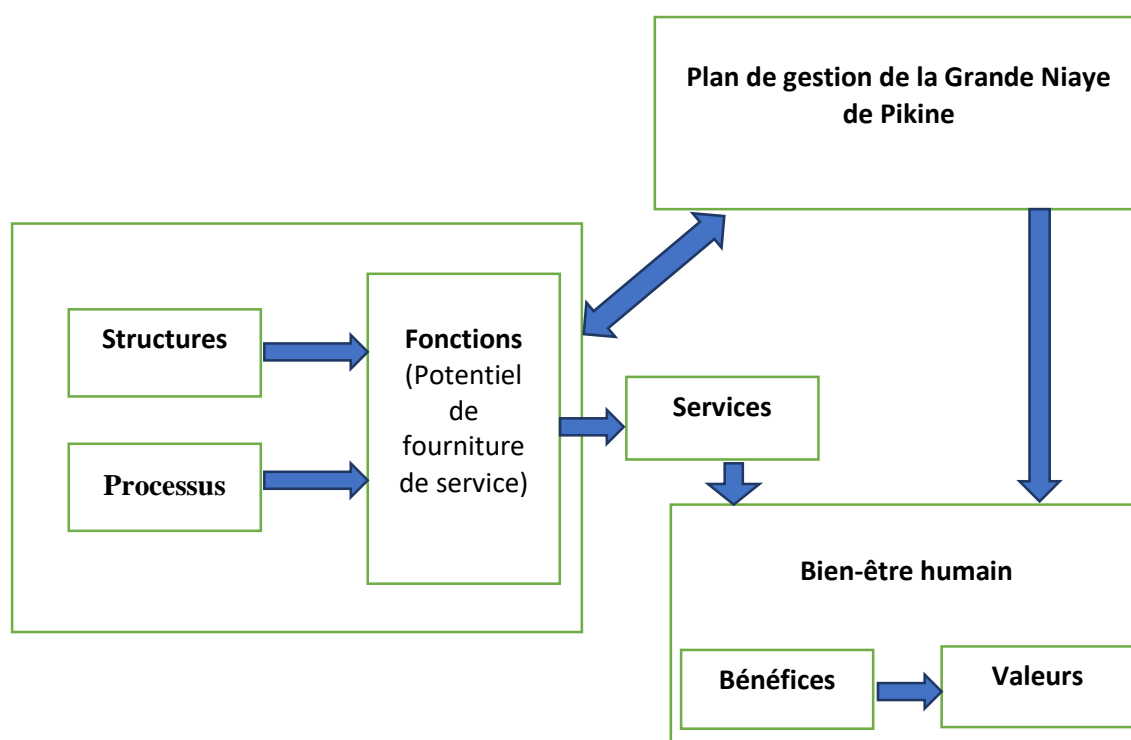 Plan de gestion de la Grande Niaye
de Pikine
Structures
Processus
Fonctions
(Potentiel
de
fourniture
de service)
Services
Bien-être humain
Bénéfices
Valeurs